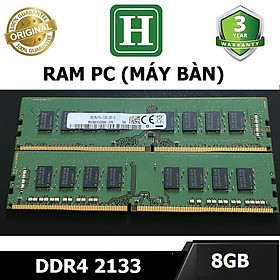 100% GUARANTEE
ORIGINAL
H
3
YEAR
WARRANTY
RAM PC (MÁY BÀN)
DDR4 2133
8GB